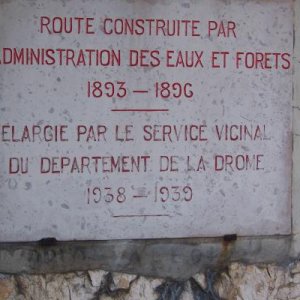 ROUTE CONSTRUITE PAR
ADMINISTRATION DES EAUX ET FORETS
1893 — 1896
ELARGIE PAR LE SERVICE VICINAL
DU DEPARTEMENT DE LA DROME
1938 — 1939